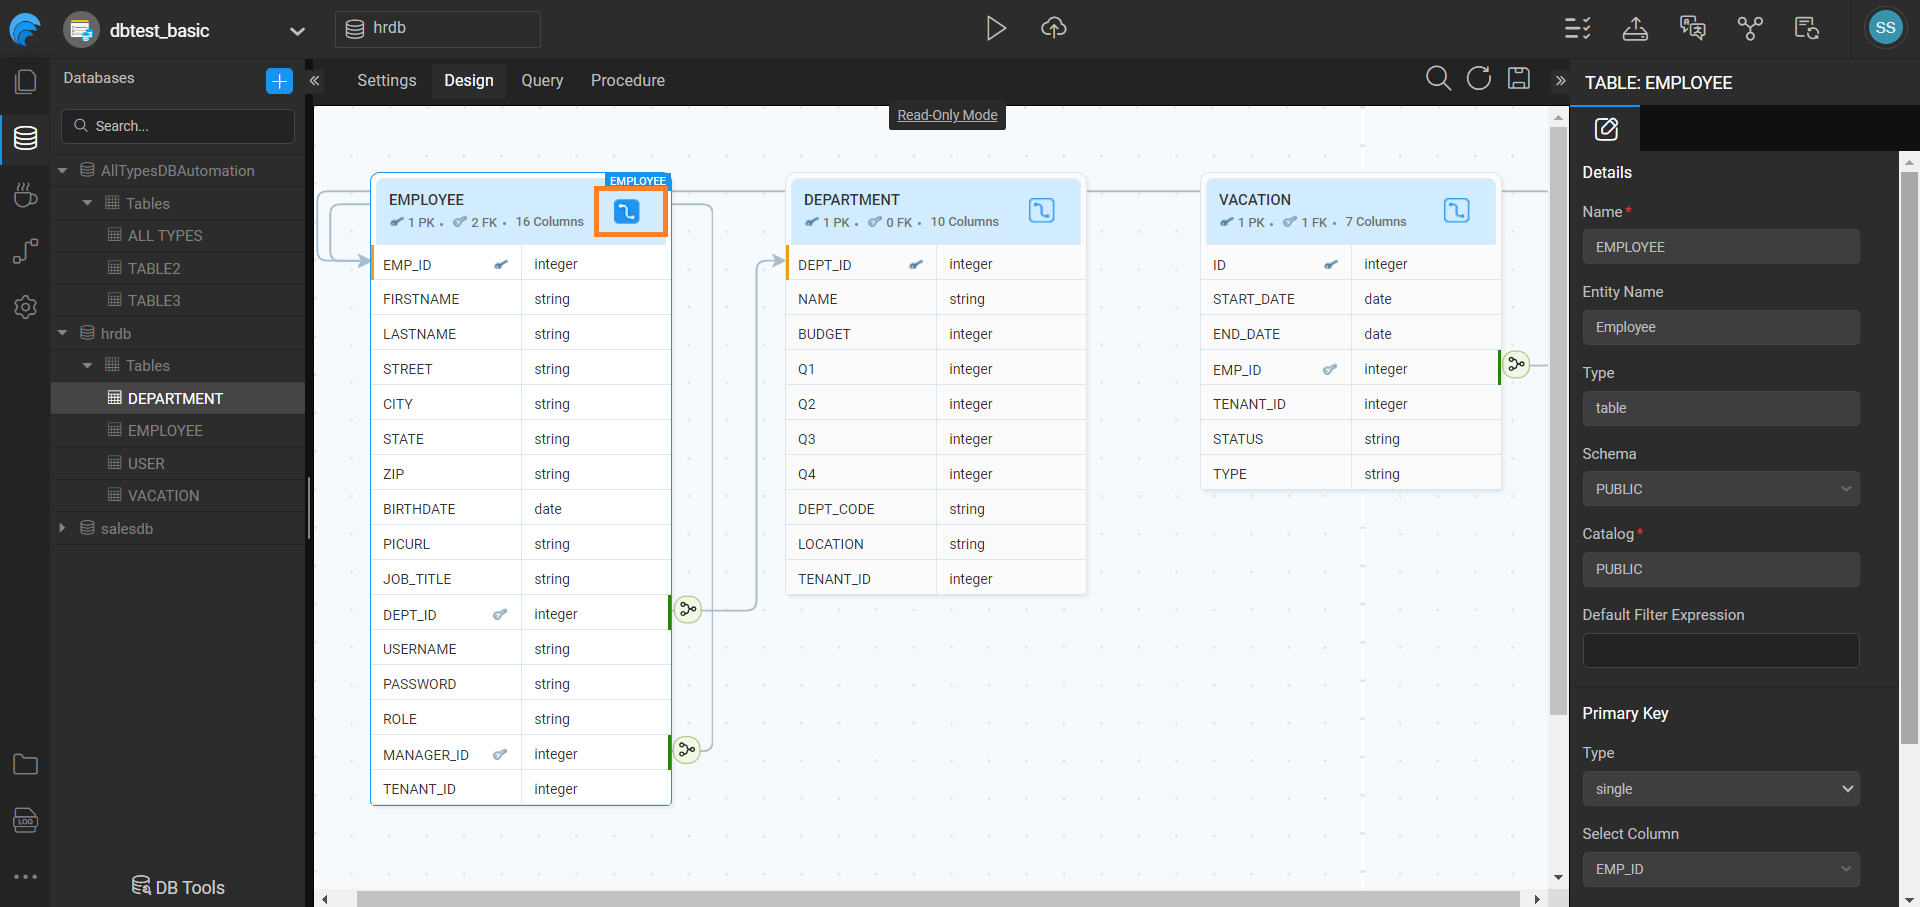 dbtest_basic
hrdb
SS
Databases
Settings
Design
Query
Procedure
TABLE: EMPLOYEE
Search...
Read-Only Mode
AllTypesDBAutomation
Tables
ALL TYPES
TABLE2
TABLE3
hrdb
Tables
DEPARTMENT
EMPLOYEE
USER
VACATION
salesdb
LOG
DB Tools
EMPLOYEE
EMPLOYEE
1 PK • 2 FK • 16 Columns
EMP_ID integer
FIRSTNAME string
LASTNAME string
STREET string
CITY string
STATE string
ZIP string
BIRTHDATE date
PICURL string
JOB_TITLE string
DEPT_ID integer
USERNAME string
PASSWORD string
ROLE string
MANAGER_ID integer
TENANT_ID integer
DEPARTMENT
1 PK • 0 FK • 10 Columns
DEPT_ID integer
NAME string
BUDGET integer
Q1 integer
Q2 integer
Q3 integer
Q4 integer
DEPT_CODE string
LOCATION string
TENANT_ID integer
VACATION
1 PK • 1 FK • 7 Columns
ID integer
START_DATE date
END_DATE date
EMP_ID integer
TENANT_ID integer
STATUS string
TYPE string
Details
Name*
EMPLOYEE
Entity Name
Employee
Type
table
Schema
PUBLIC
Catalog*
PUBLIC
Default Filter Expression
Primary Key
Type
single
Select Column
EMP_ID